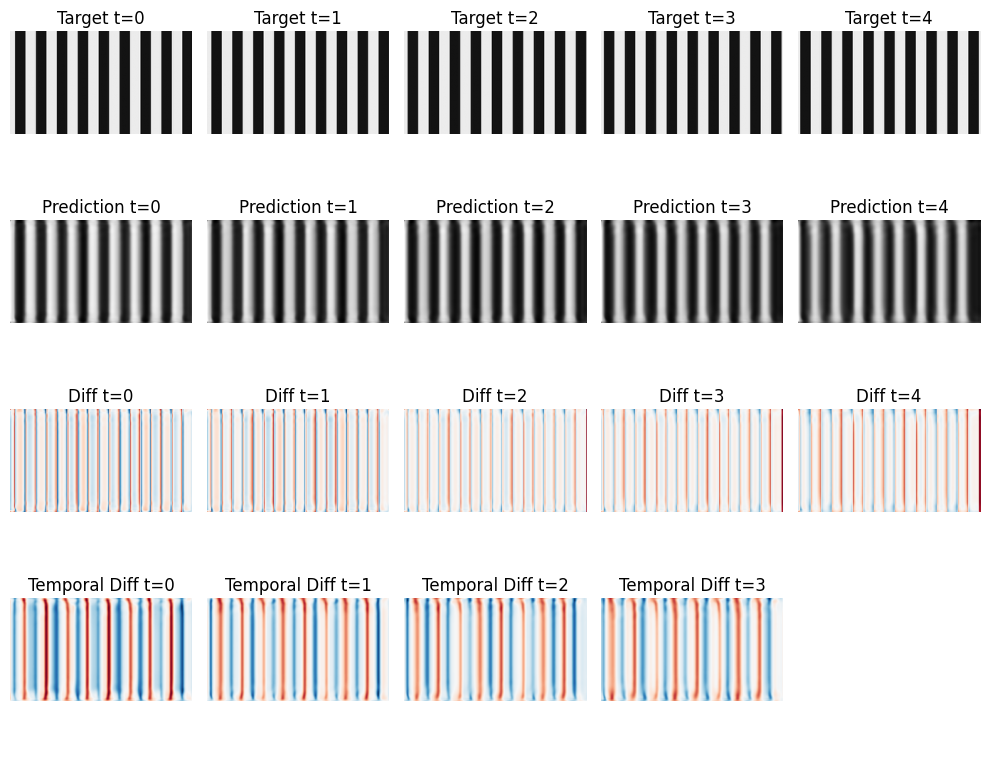 Target t=0 Target t=1 Target t=2 Target t=3 Target t=4
Prediction t=0 Prediction t=1 Prediction t=2 Prediction t=3 Prediction t=4
Diff t=0 Diff t=1 Diff t=2 Diff t=3 Diff t=4
Temporal Diff t=0 Temporal Diff t=1 Temporal Diff t=2 Temporal Diff t=3